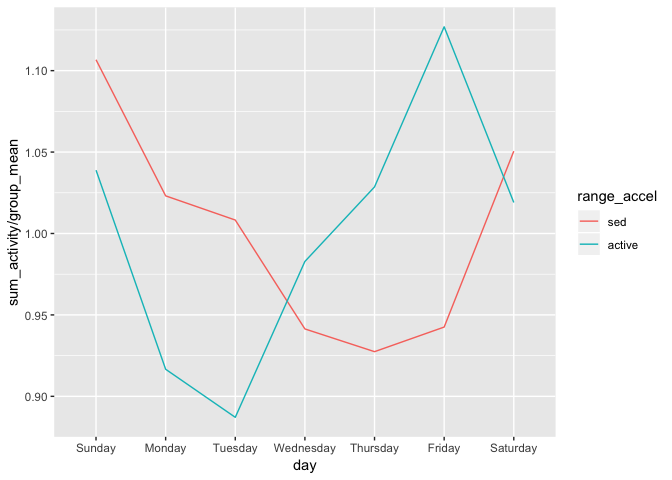 sum_activity/group_mean
1.10
1.05
1.00
0.95
0.90
Sunday Monday Tuesday Wednesday Thursday Friday Saturday
day
range_accel
sed
active